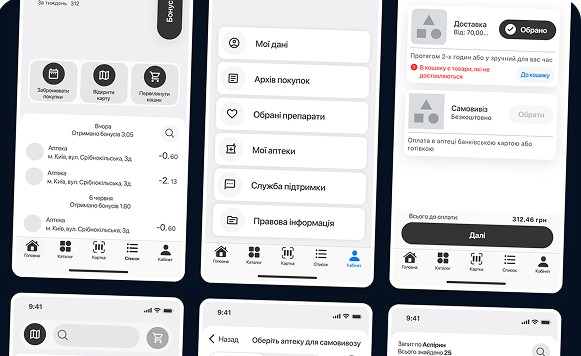 За тиждень 312
Бонус
Забронювати
покупки
Відкрити
карту
Переглянути
кошик
Вчора
Отримано бонусів 3.05
Аптека
м. Київ, вул. Срібнокільська, 3д
-0.60
Аптека
м. Київ, вул. Срібнокільська, 3д
-2.13
6 червня
Отримано бонусів 1.80
Аптека
м. Київ, вул. Срібнокільська, 3д
-0.60
Головна
Каталог
Картка
Список
Кабінет
Мої дані
Архів покупок
Обрані препарати
Мої аптеки
Служба підтримки
Правова інформація
Головна
Каталог
Картка
Список
Кабінет
Доставка
Від: 70,00...
Обрано
Протягом 2-х годин або у зручний для вас час
В кошику є товари, які не
доставляються
До кошику
Самовивіз
Безкоштовно
Обрати
Оплата в аптеці банківською картою або
готівкою
Всього до оплати:
312.46 грн
Далі
Головна
Каталог
Картка
Список
Кабінет
9:41
9:41
Назад
Оберіть аптеку для самовивозу
9:41
Запит по Аспірин
Всього знайдено 25